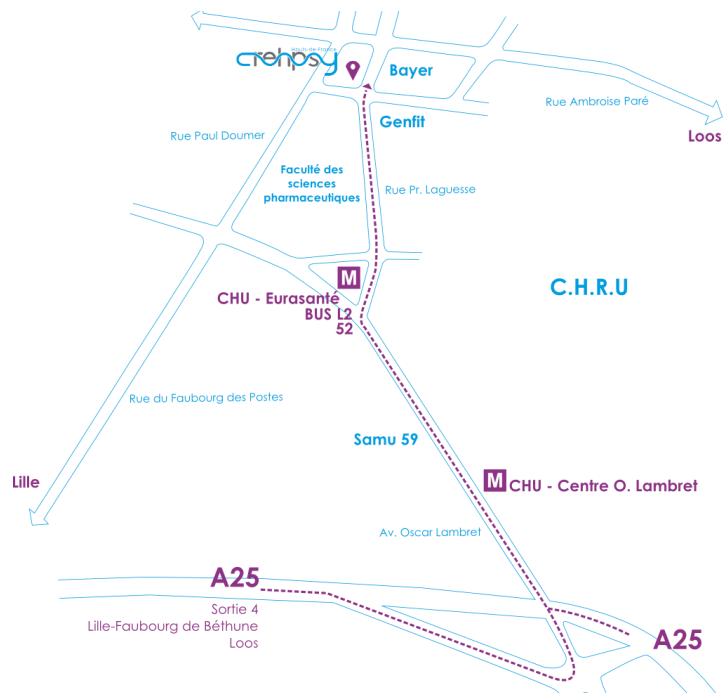 Hauts-de-France
crehpsy
Bayer
Rue Ambroise Paré
Genfit
Rue Paul Doumer
Loos
Faculté des
sciences
pharmaceutiques
Rue Pr. Laguesse
M
CHU - Eurasanté
BUS L2
52
C.H.R.U
Rue du Faubourg des Postes
Samu 59
Lille
M CHU - Centre O. Lambret
Av. Oscar Lambret
A25
Sortie 4
Lille-Faubourg de Béthune
Loos
A25